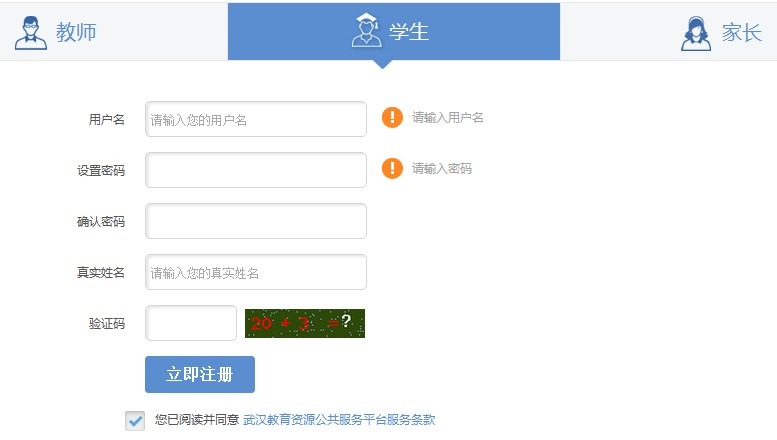 教师 学生 家长
用户名 请输入您的用户名 请输入用户名
设置密码 请输入密码
确认密码
真实姓名 请输入您的真实姓名
验证码 20 + 3 =?
立即注册
您已阅读并同意 武汉教育资源公共服务平台服务条款